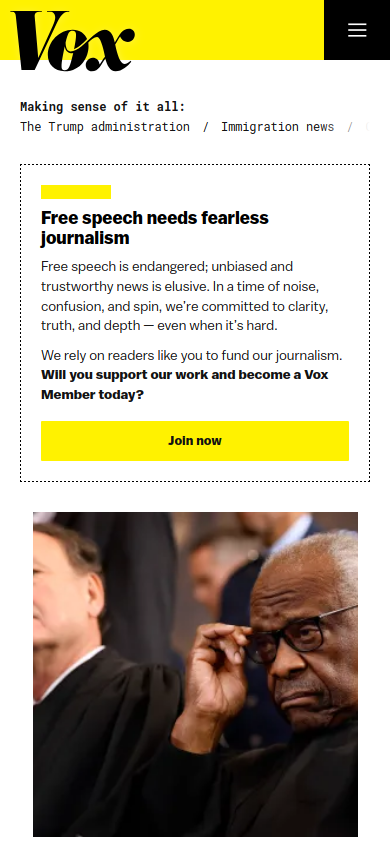 Vox
Making sense of it all:
The Trump administration / Immigration news /
Free speech needs fearless
journalism
Free speech is endangered; unbiased and
trustworthy news is elusive. In a time of noise,
confusion, and spin, we're committed to clarity,
truth, and depth — even when it's hard.
We rely on readers like you to fund our journalism.
Will you support our work and become a Vox
Member today?
Join now